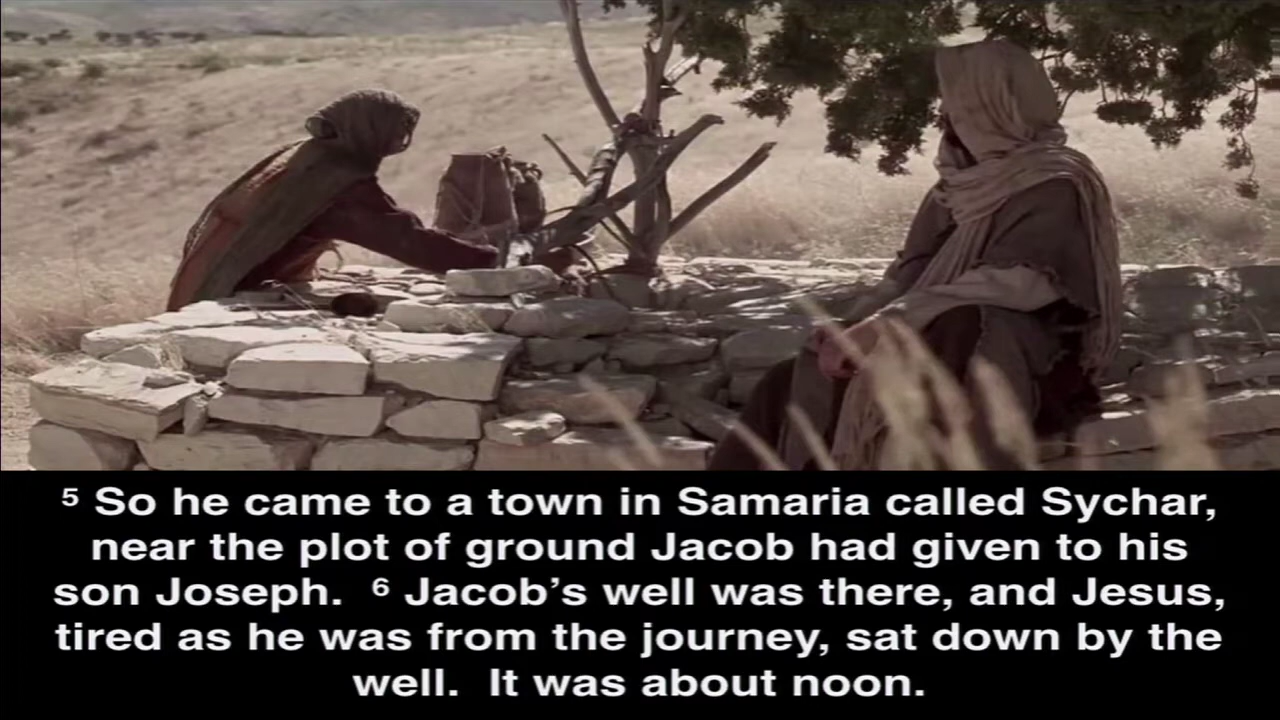 ⁵ So he came to a town in Samaria called Sychar,
near the plot of ground Jacob had given to his
son Joseph.  ⁶ Jacob’s well was there, and Jesus,
tired as he was from the journey, sat down by the
well.  It was about noon.